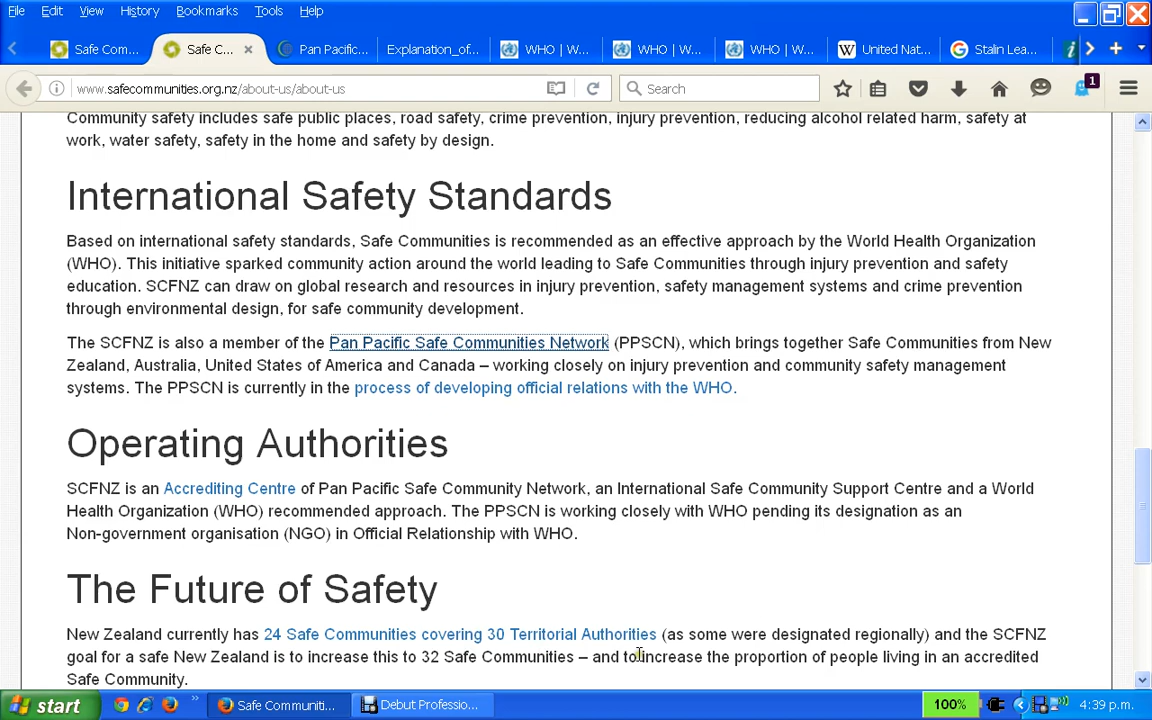 File Edit View History Bookmarks Tools Help
Safe Com... Safe C... Pan Pacific... Explanation_of... WHO | W... WHO | W... WHO | W... United Nat... Stalin Lea...
www.safecommunities.org.nz/about-us/about-us Search 1
Community safety includes safe public places, road safety, crime prevention, injury prevention, reducing alcohol related harm, safety at
work, water safety, safety in the home and safety by design.
International Safety Standards
Based on international safety standards, Safe Communities is recommended as an effective approach by the World Health Organization
(WHO). This initiative sparked community action around the world leading to Safe Communities through injury prevention and safety
education. SCFNZ can draw on global research and resources in injury prevention, safety management systems and crime prevention
through environmental design, for safe community development.
The SCFNZ is also a member of the Pan Pacific Safe Communities Network (PPSCN), which brings together Safe Communities from New
Zealand, Australia, United States of America and Canada – working closely on injury prevention and community safety management
systems. The PPSCN is currently in the process of developing official relations with the WHO.
Operating Authorities
SCFNZ is an Accrediting Centre of Pan Pacific Safe Community Network, an International Safe Community Support Centre and a World
Health Organization (WHO) recommended approach. The PPSCN is working closely with WHO pending its designation as an
Non-government organisation (NGO) in Official Relationship with WHO.
The Future of Safety
New Zealand currently has 24 Safe Communities covering 30 Territorial Authorities (as some were designated regionally) and the SCFNZ
goal for a safe New Zealand is to increase this to 32 Safe Communities – and to increase the proportion of people living in an accredited
Safe Community.
start Safe Communiti... Debut Professio... 100% 4:39 p.m.